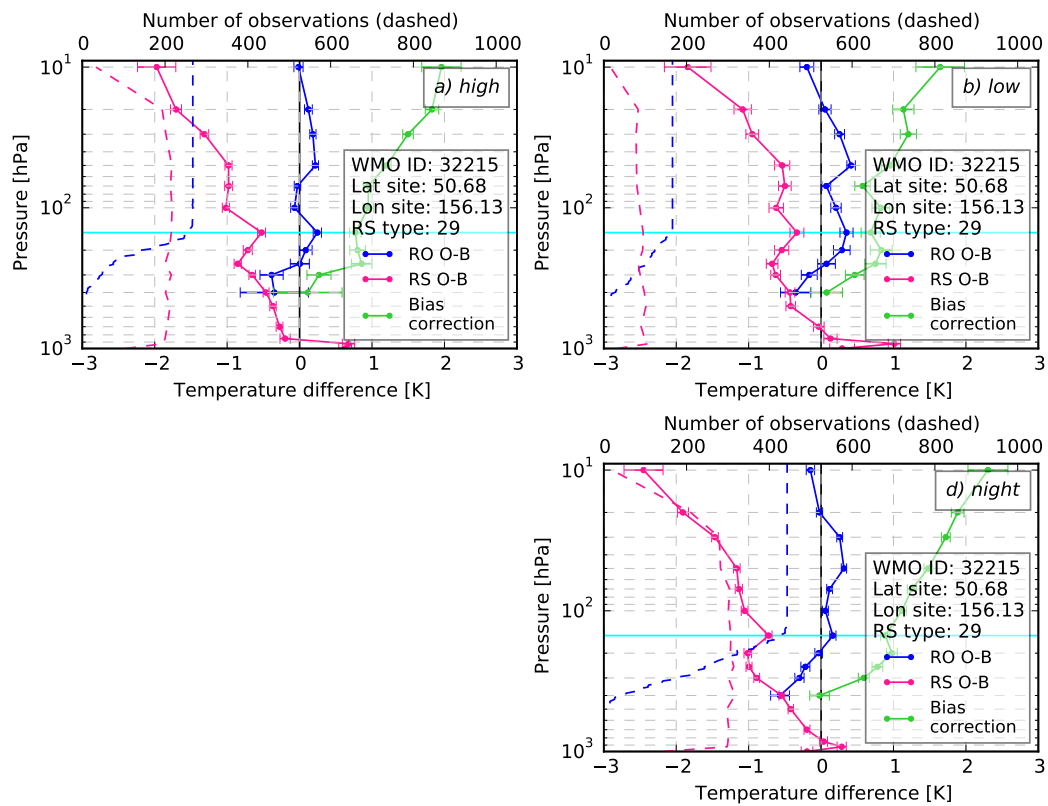 Number of observations (dashed)
0 200 400 600 800 1000
10¹
10²
10³
Pressure [hPa]
a) high
WMO ID: 32215
Lat site: 50.68
Lon site: 156.13
RS type: 29
RO O-B
RS O-B
Bias
correction
−3 −2 −1 0 1 2 3
Temperature difference [K]
Number of observations (dashed)
0 200 400 600 800 1000
10¹
10²
10³
Pressure [hPa]
b) low
WMO ID: 32215
Lat site: 50.68
Lon site: 156.13
RS type: 29
RO O-B
RS O-B
Bias
correction
−3 −2 −1 0 1 2 3
Temperature difference [K]
Number of observations (dashed)
0 200 400 600 800 1000
10¹
10²
10³
Pressure [hPa]
d) night
WMO ID: 32215
Lat site: 50.68
Lon site: 156.13
RS type: 29
RO O-B
RS O-B
Bias
correction
−3 −2 −1 0 1 2 3
Temperature difference [K]